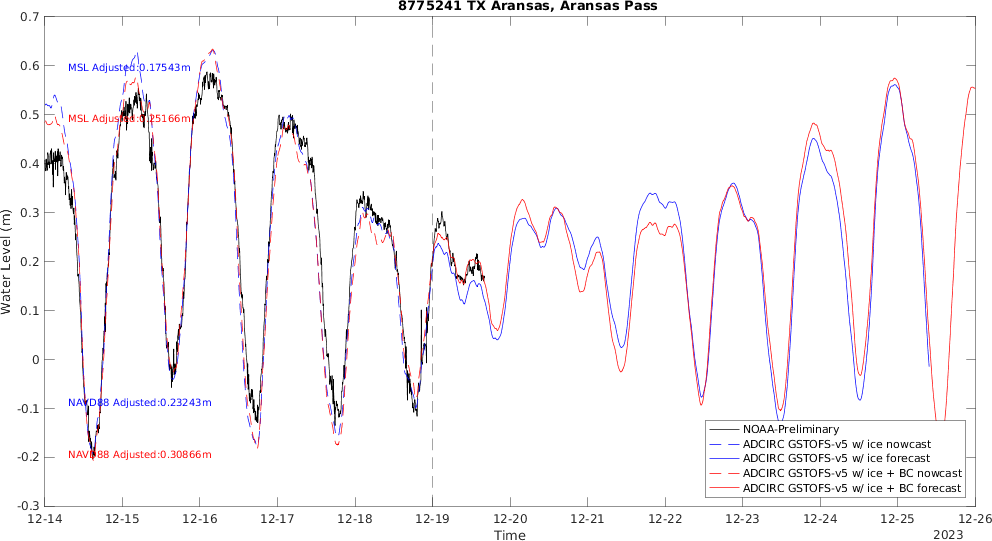 8775241 TX Aransas, Aransas Pass
0.7
0.6
0.5
0.4
0.3
0.2
0.1
0
-0.1
-0.2
-0.3
Water Level (m)
MSL Adjusted:0.17543m
MSL Adjusted:0.25166m
NAVD88 Adjusted:0.23243m
NAVD88 Adjusted:0.30866m
NOAA-Preliminary
ADCIRC GSTOFS-v5 w/ ice nowcast
ADCIRC GSTOFS-v5 w/ ice forecast
ADCIRC GSTOFS-v5 w/ ice + BC nowcast
ADCIRC GSTOFS-v5 w/ ice + BC forecast
12-14 12-15 12-16 12-17 12-18 12-19 12-20 12-21 12-22 12-23 12-24 12-25 12-26
Time
2023